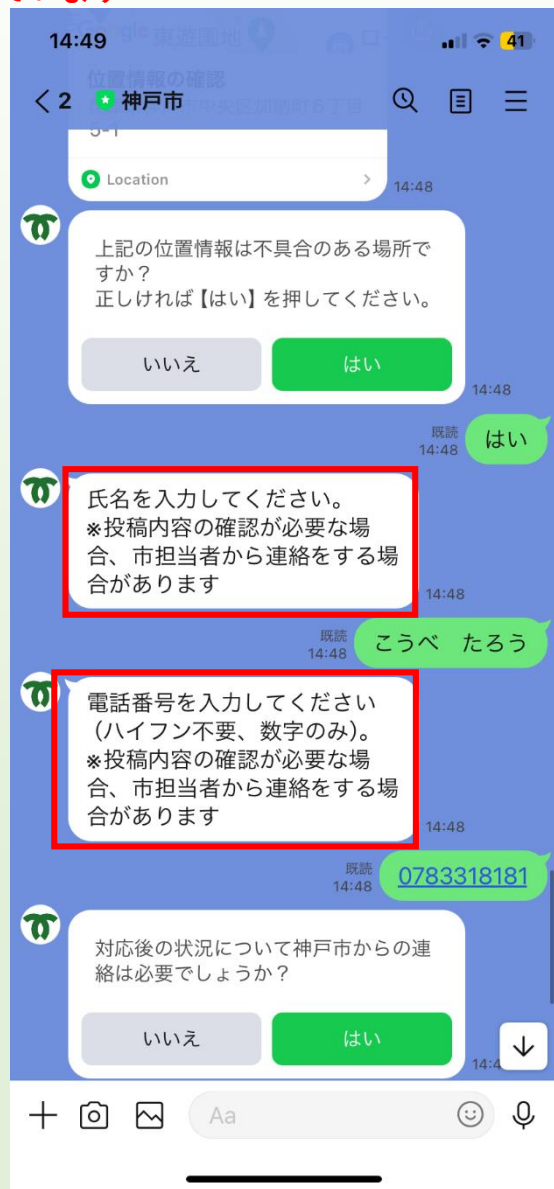 14:49
41
位置情報の確認
< 2 神戸市
5-1
Location
14:48
上記の位置情報は不具合のある場所で
すか？
正しければ【はい】を押してください。
いいえ はい
14:48
既読
14:48
はい
氏名を入力してください。
※投稿内容の確認が必要な場
合、市担当者から連絡をする場
合があります
14:48
既読
14:48
こうべ　たろう
電話番号を入力してください
（ハイフン不要、数字のみ）。
※投稿内容の確認が必要な場
合、市担当者から連絡をする場
合があります
14:48
既読
14:48
0783318181
対応後の状況について神戸市からの連
絡は必要でしょうか？
いいえ はい
14:4
Aa